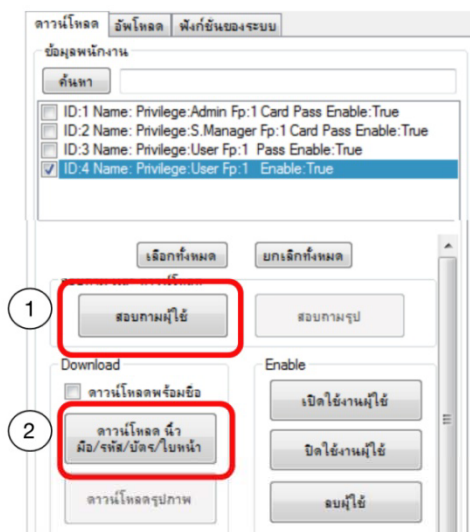 ดาวน์โหลด อัพโหลด ฟังก์ชันของระบบ
ข้อมูลพนักงาน
ค้นหา
ID:1 Name: Privilege:Admin Fp:1 Card Pass Enable:True
ID:2 Name: Privilege:S.Manager Fp:1 Card Pass Enable:True
ID:3 Name: Privilege:User Fp:1 Pass Enable:True
ID:4 Name: Privilege:User Fp:1 Enable:True
เลือกทั้งหมด ยกเลิกทั้งหมด
1
สอบถามผู้ใช้ สอบถามรูป
Download Enable
ดาวน์โหลดพร้อมชื่อ
เปิดใช้งานผู้ใช้
2
ดาวน์โหลด นิ้ว
มือ/รหัส/บัตร/ใบหน้า
ปิดใช้งานผู้ใช้
ดาวน์โหลดรูปภาพ ลบผู้ใช้